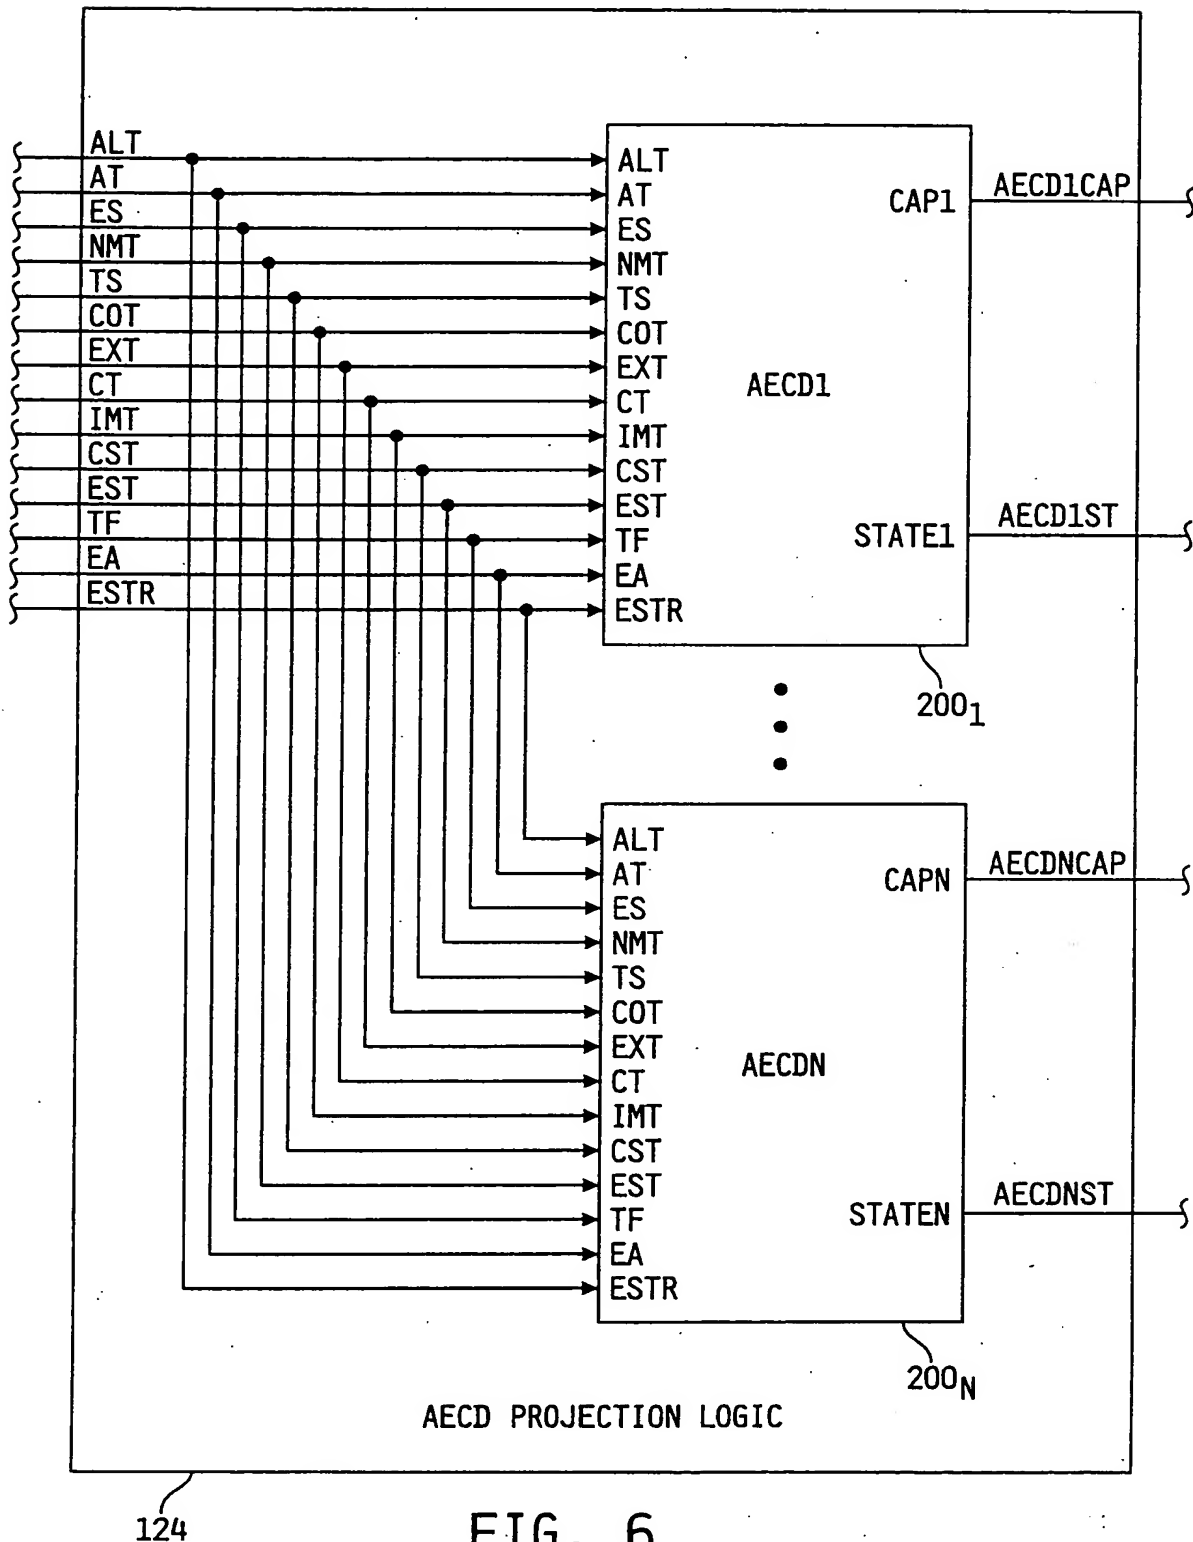 ALT
AT
ES
NMT
TS
COT
EXT
CT
IMT
CST
EST
TF
EA
ESTR
ALT
AT
ES
NMT
TS
COT
EXT
CT
IMT
CST
EST
TF
EA
ESTR
AECD1
CAP1
STATE1
AECD1CAP
AECD1ST
200₁
ALT
AT
ES
NMT
TS
COT
EXT
CT
IMT
CST
EST
TF
EA
ESTR
AECDN
CAPN
STATEN
AECDNCAP
AECDNST
200N
AECD PROJECTION LOGIC
124
FIG. 6